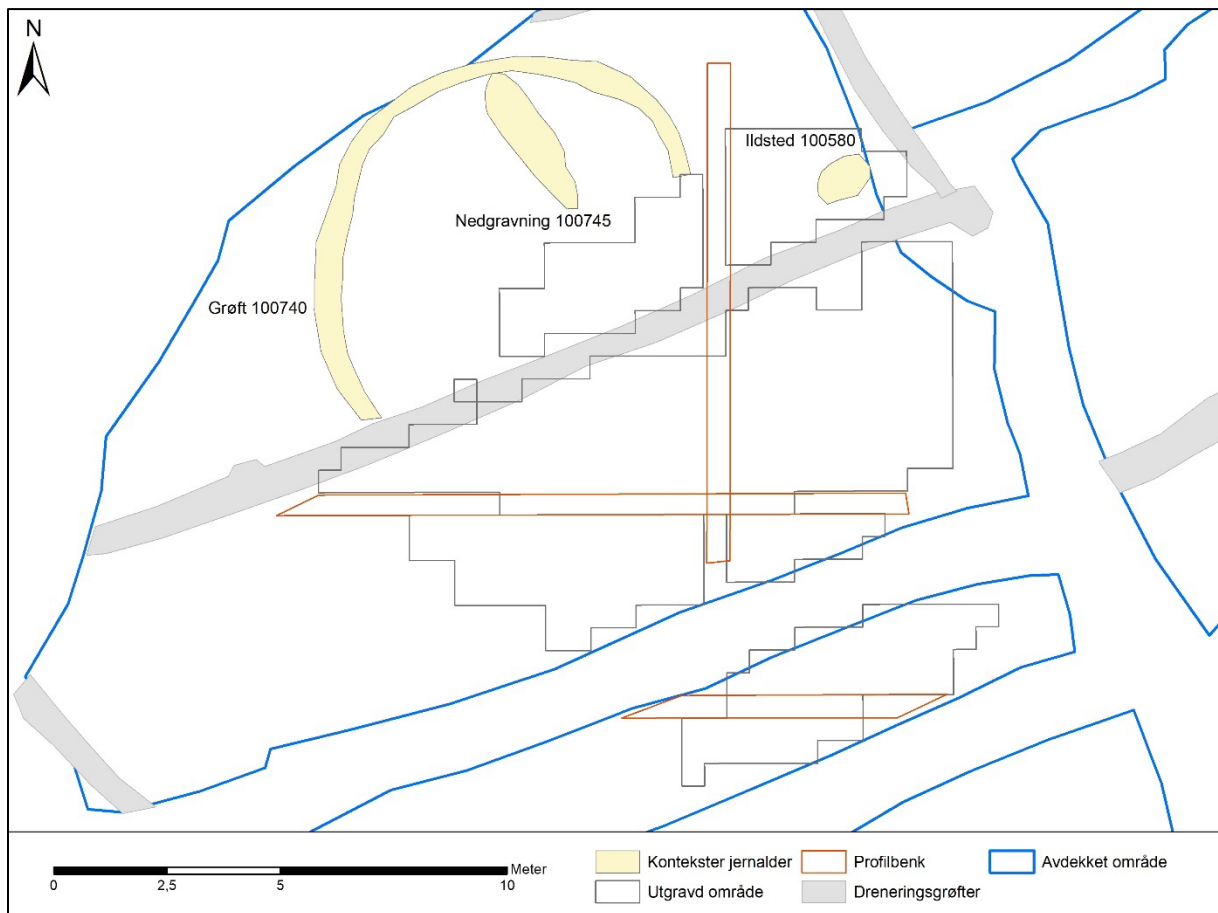 N
Ildsted 100580
Nedgravning 100745
Grøft 100740
Meter
0 2,5 5 10
Kontekster jernalder
Profilbenk
Avdekket område
Utgravd område
Dreneringsgrøfter